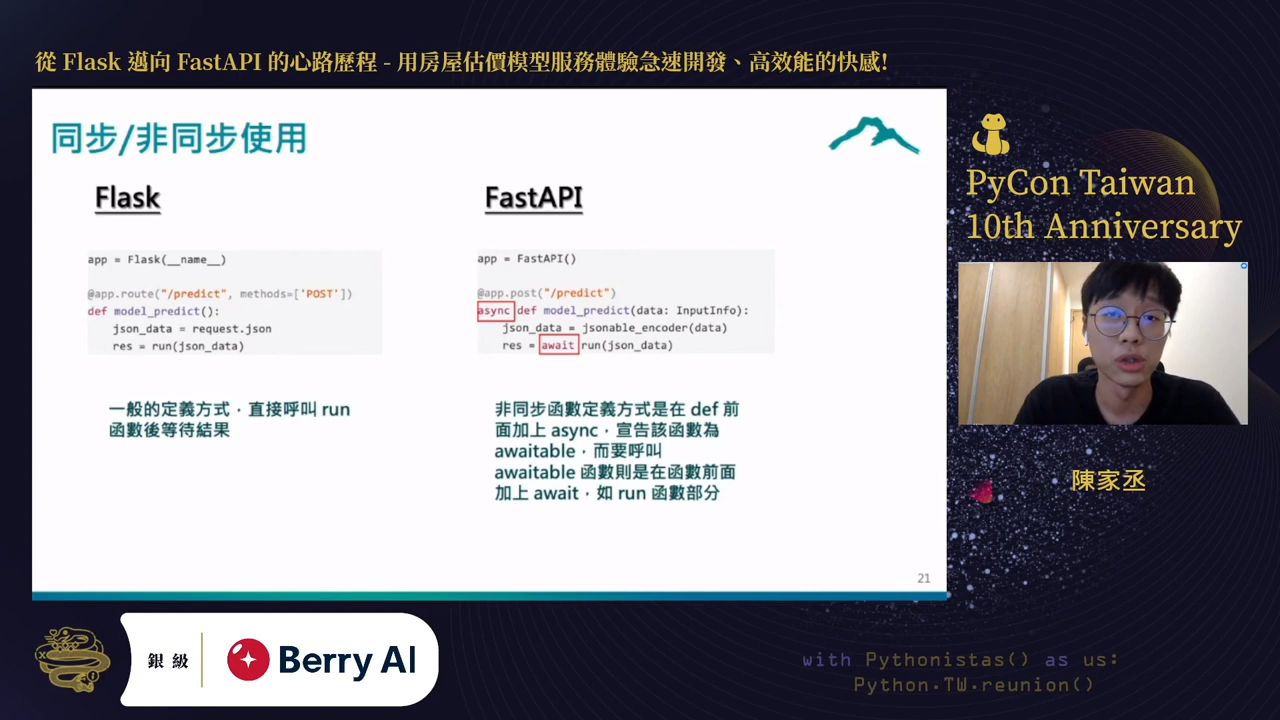 從 Flask 邁向 FastAPI 的心路歷程 - 用房屋估價模型服務體驗急速開發、高效能的快感!
同步/非同步使用
Flask
app = Flask(__name__)
@app.route("/predict", methods=['POST'])
def model_predict():
    json_data = request.json
    res = run(json_data)
一般的定義方式，直接呼叫 run
函數後等待結果
FastAPI
app = FastAPI()
@app.post("/predict")
async def model_predict(data: InputInfo):
    json_data = jsonable_encoder(data)
    res = await run(json_data)
非同步函數定義方式是在 def 前
面加上 async，宣告該函數為
awaitable，而要呼叫
awaitable 函數則是在函數前面
加上 await，如 run 函數部分
21
PyCon Taiwan
10th Anniversary
陳家丞
銀級
Berry AI
with Pythonistas() as us:
Python.TW.reunion()